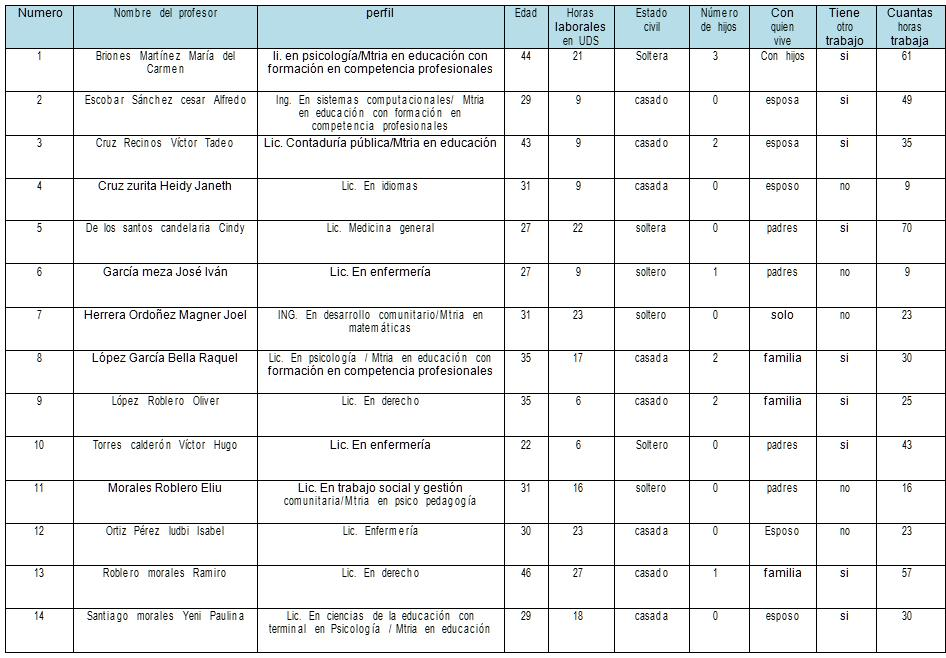 Numero Nombre del profesor perfil Edad Horas laborales en UDS Estado civil Número de hijos Con quien vive Tiene otro trabajo Cuantas horas trabaja
1 Briones Martínez María del Carmen li. en psicología/Mtria en educación con formación en competencia profesionales 44 21 Soltera 3 Con hijos si 61
2 Escobar Sánchez cesar Alfredo Ing. En sistemas computacionales/ Mtria en educación con formación en competencia profesionales 29 9 casado 0 esposa si 49
3 Cruz Recinos Víctor Tadeo Lic. Contaduría pública/Mtria en educación 43 9 casado 2 esposa si 35
4 Cruz zurita Heidy Janeth Lic. En idiomas 31 9 casada 0 esposo no 9
5 De los santos candelaria Cindy Lic. Medicina general 27 22 soltera 0 padres si 70
6 García meza José Iván Lic. En enfermería 27 9 soltero 1 padres no 9
7 Herrera Ordoñez Magner Joel ING. En desarrollo comunitario/Mtria en matemáticas 31 23 soltero 0 solo no 23
8 López García Bella Raquel Lic. En psicología / Mtria en educación con formación en competencia profesionales 35 17 casada 2 familia si 30
9 López Roblero Oliver Lic. En derecho 35 6 casado 2 familia si 25
10 Torres calderón Víctor Hugo Lic. En enfermería 22 6 Soltero 0 padres si 43
11 Morales Roblero Eliu Lic. En trabajo social y gestión comunitaria/Mtria en psico pedagogía 31 16 soltero 0 padres no 16
12 Ortiz Pérez Iudbi Isabel Lic. Enfermería 30 23 casada 0 Esposo no 23
13 Roblero morales Ramiro Lic. En derecho 46 27 casado 1 familia si 57
14 Santiago morales Yeni Paulina Lic. En ciencias de la educación con terminal en Psicología / Mtria en educación 29 18 casada 0 esposo si 30